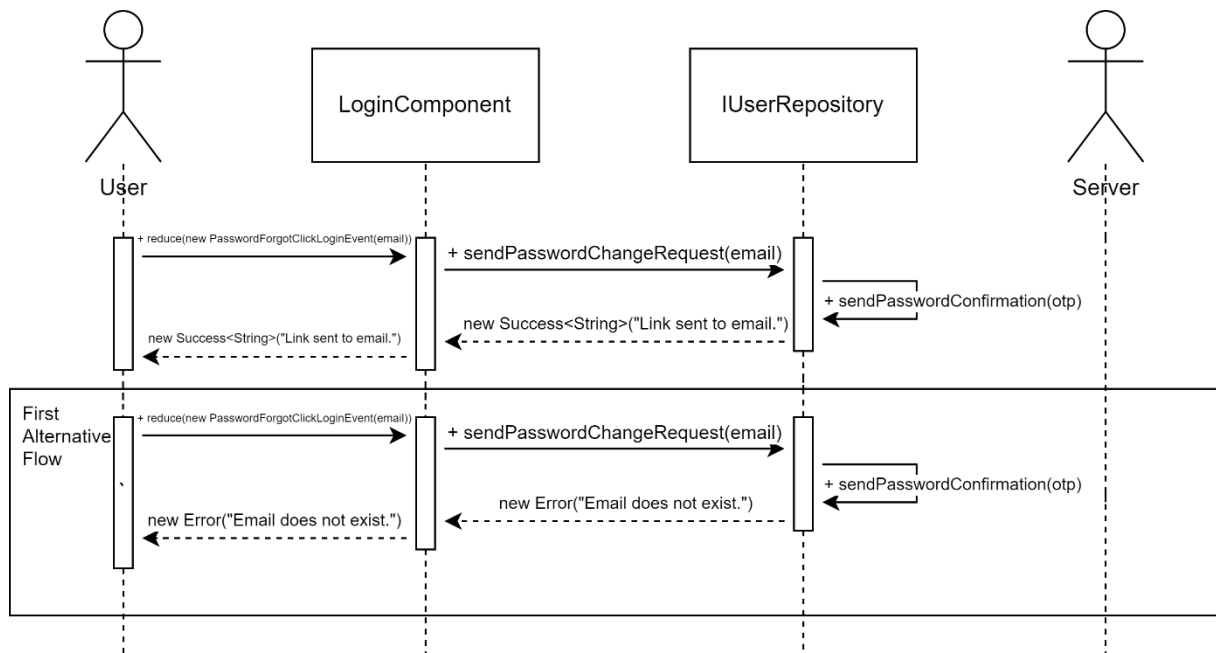 LoginComponent
IUserRepository
User
Server
+ reduce(new PasswordForgotClickLoginEvent(email))
+ sendPasswordChangeRequest(email)
+ sendPasswordConfirmation(otp)
new Success<String>("Link sent to email.")
new Success<String>("Link sent to email.")
First
Alternative
Flow
+ reduce(new PasswordForgotClickLoginEvent(email))
+ sendPasswordChangeRequest(email)
+ sendPasswordConfirmation(otp)
`
new Error("Email does not exist.")
new Error("Email does not exist.")